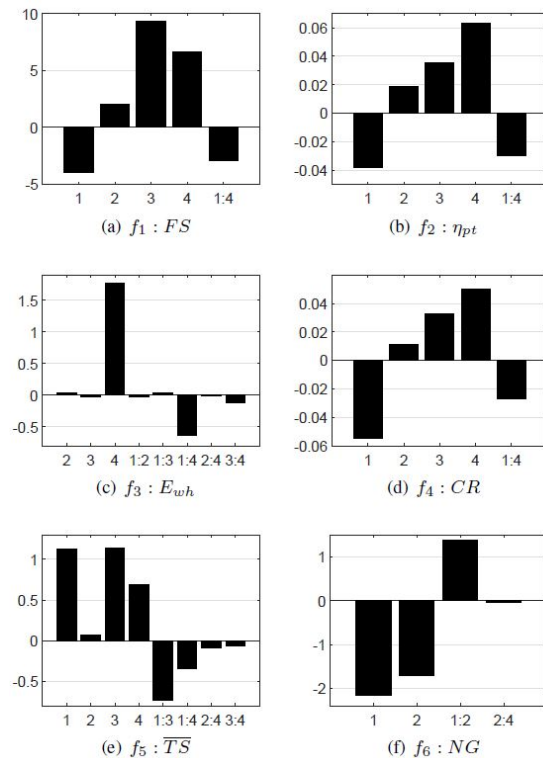 10
5
0
-5
1 2 3 4 1:4
(a) f₁ : FS
0.06
0.04
0.02
0
-0.02
-0.04
1 2 3 4 1:4
(b) f₂ : ηₚₜ
1.5
1
0.5
0
-0.5
2 3 4 1:2 1:3 1:4 2:4 3:4
(c) f₃ : E_wh
0.04
0.02
0
-0.02
-0.04
-0.06
1 2 3 4 1:4
(d) f₄ : CR
1
0.5
0
-0.5
1 2 3 4 1:3 1:4 2:4 3:4
(e) f₅ : T̅S̅
1
0
-1
-2
1 2 1:2 2:4
(f) f₆ : NG